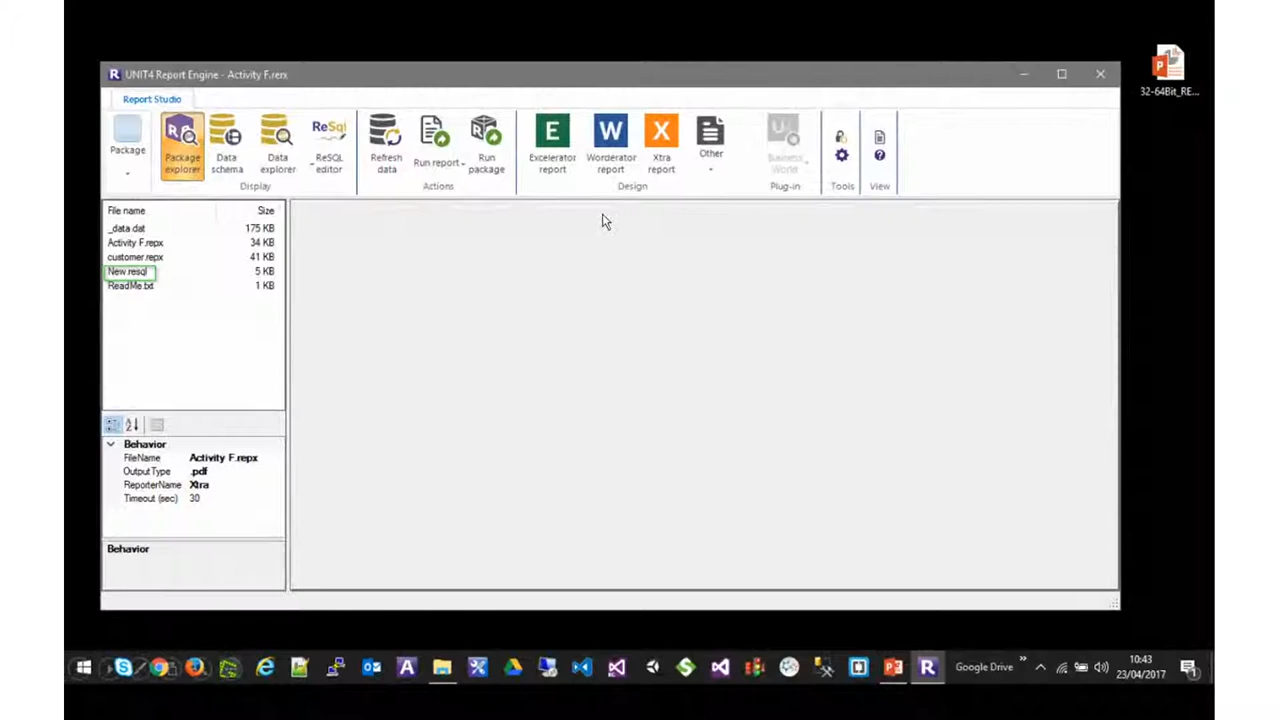 32-64Bit_RE...
UNIT4 Report Engine - Activity F.rerx
Report Studio
Package
Package explorer
Data schema
Data explorer
ReSql
ReSQL editor
Refresh data
Run report
Run package
E
Excelerator report
W
Worderator report
X
Xtra report
Other
Business World
Display
Actions
Design
Plug-in
Tools
View
File name Size
_data.dat 175 KB
Activity F.repx 34 KB
customer.repx 41 KB
New.resql 5 KB
ReadMe.txt 1 KB
Behavior
FileName Activity F.repx
OutputType .pdf
ReporterName Xtra
Timeout (sec) 30
Behavior
Google Drive
10:43
23/04/2017